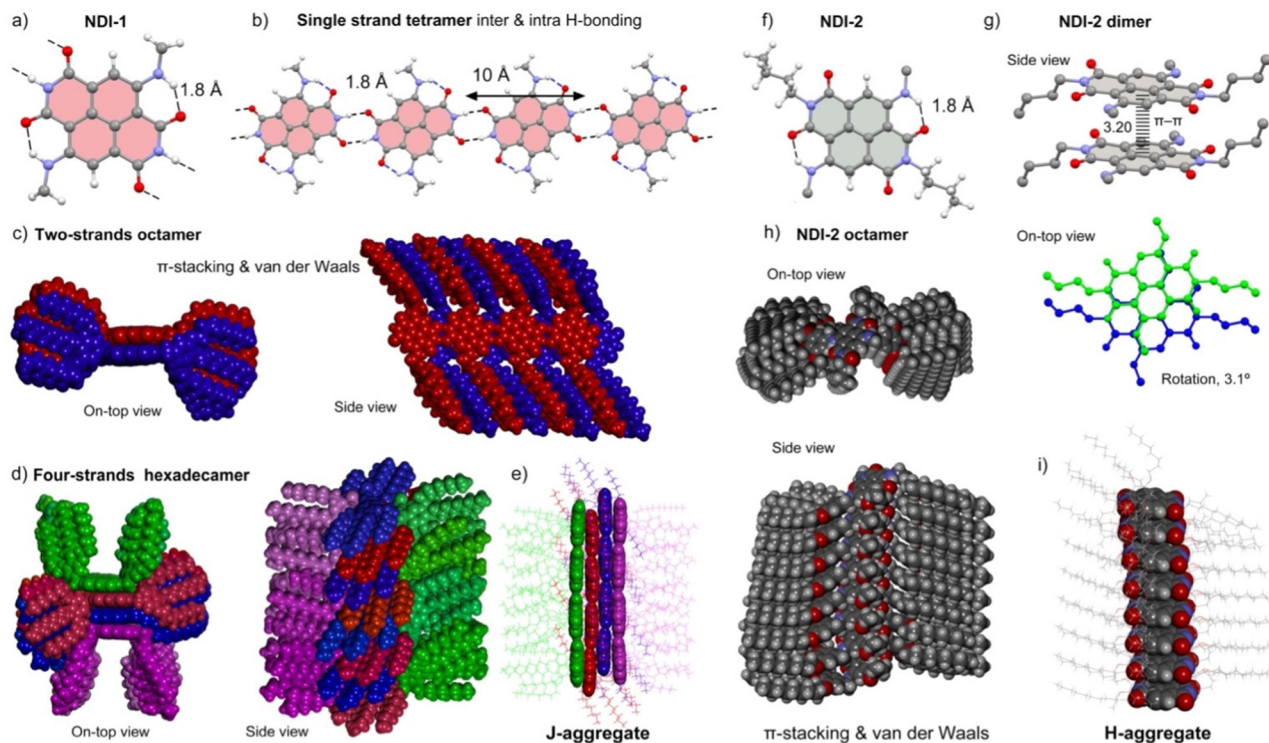 a) NDI-1
1.8 Å
b) Single strand tetramer inter & intra H-bonding
1.8 Å
10 Å
f) NDI-2
1.8 Å
g) NDI-2 dimer
Side view
3.20
π–π
On-top view
Rotation, 3.1º
c) Two-strands octamer
π-stacking & van der Waals
On-top view
Side view
h) NDI-2 octamer
On-top view
Side view
π-stacking & van der Waals
d) Four-strands hexadecamer
On-top view
Side view
e)
J-aggregate
i)
H-aggregate